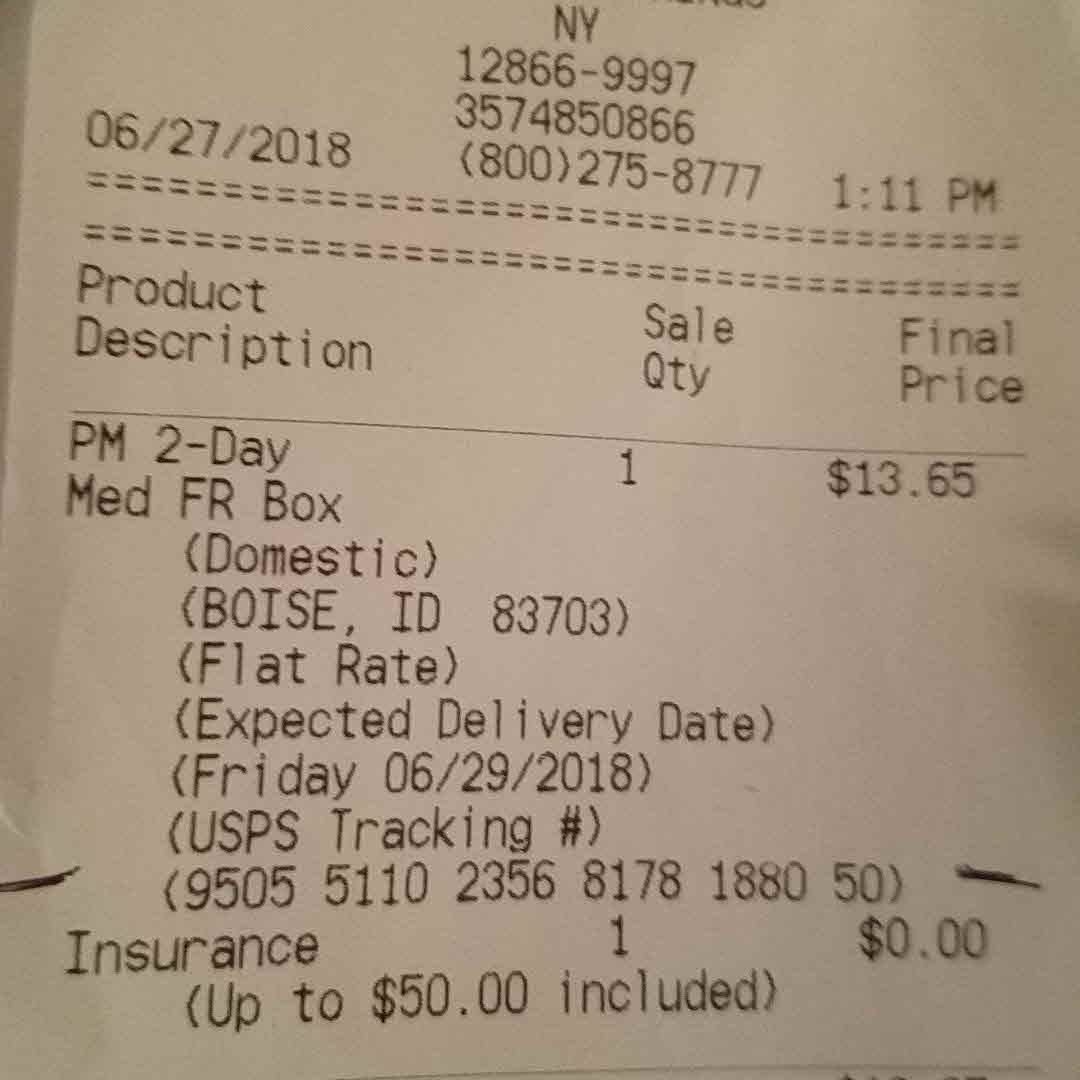 NY
12866-9997
3574850866
06/27/2018 (800)275-8777 1:11 PM
========================================
========================================
Product Sale Final
Description Qty Price
PM 2-Day 1 $13.65
Med FR Box
(Domestic)
(BOISE, ID 83703)
(Flat Rate)
(Expected Delivery Date)
(Friday 06/29/2018)
(USPS Tracking #)
(9505 5110 2356 8178 1880 50)
Insurance 1 $0.00
(Up to $50.00 included)